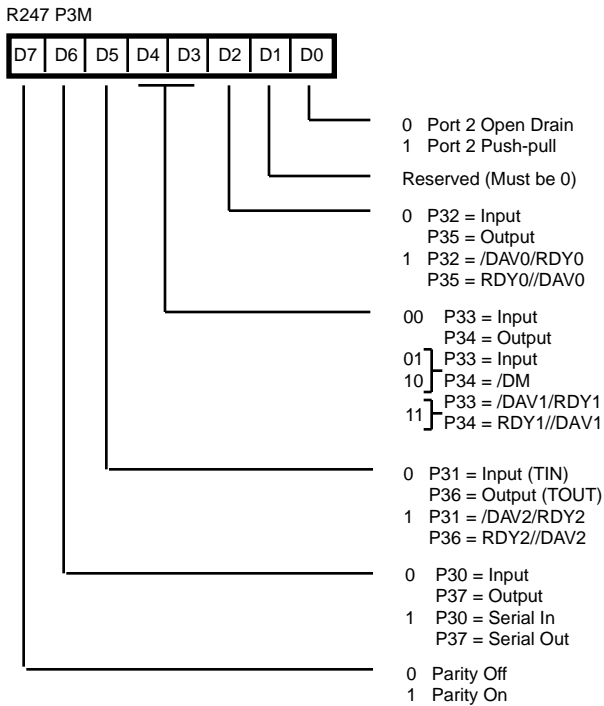 R247 P3M
D7 D6 D5 D4 D3 D2 D1 D0
0 Port 2 Open Drain
1 Port 2 Push-pull
Reserved (Must be 0)
0 P32 = Input
P35 = Output
1 P32 = /DAV0/RDY0
P35 = RDY0//DAV0
00 P33 = Input
P34 = Output
01 P33 = Input
10 P34 = /DM
11 P33 = /DAV1/RDY1
P34 = RDY1//DAV1
0 P31 = Input (TIN)
P36 = Output (TOUT)
1 P31 = /DAV2/RDY2
P36 = RDY2//DAV2
0 P30 = Input
P37 = Output
1 P30 = Serial In
P37 = Serial Out
0 Parity Off
1 Parity On